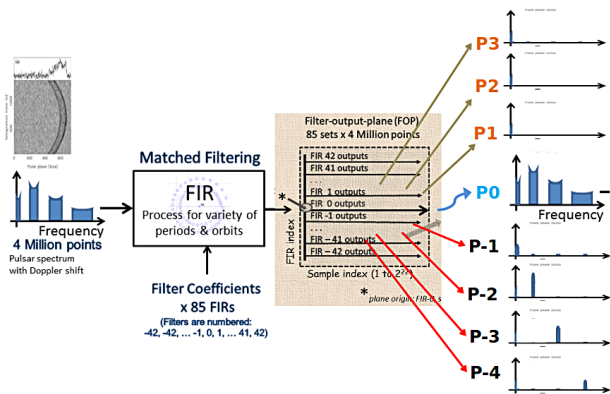 Frequency
4 Million points
Pulsar spectrum
with Doppler shift
Matched Filtering
FIR
Process for variety of
periods & orbits
Filter Coefficients
x 85 FIRs
(Filters are numbered:
-42, -42, ... -1, 0, 1, ... 41, 42)
Filter-output-plane (FOP)
85 sets x 4 Million points
FIR 42 outputs
FIR 41 outputs
...
FIR 1 outputs
FIR 0 outputs
FIR -1 outputs
...
FIR – 41 outputs
FIR – 42 outputs
FIR index
Sample index (1 to 2²²)
*
* plane origin: FIR-0, s
P3
P2
P1
P0
Frequency
P-1
P-2
P-3
P-4